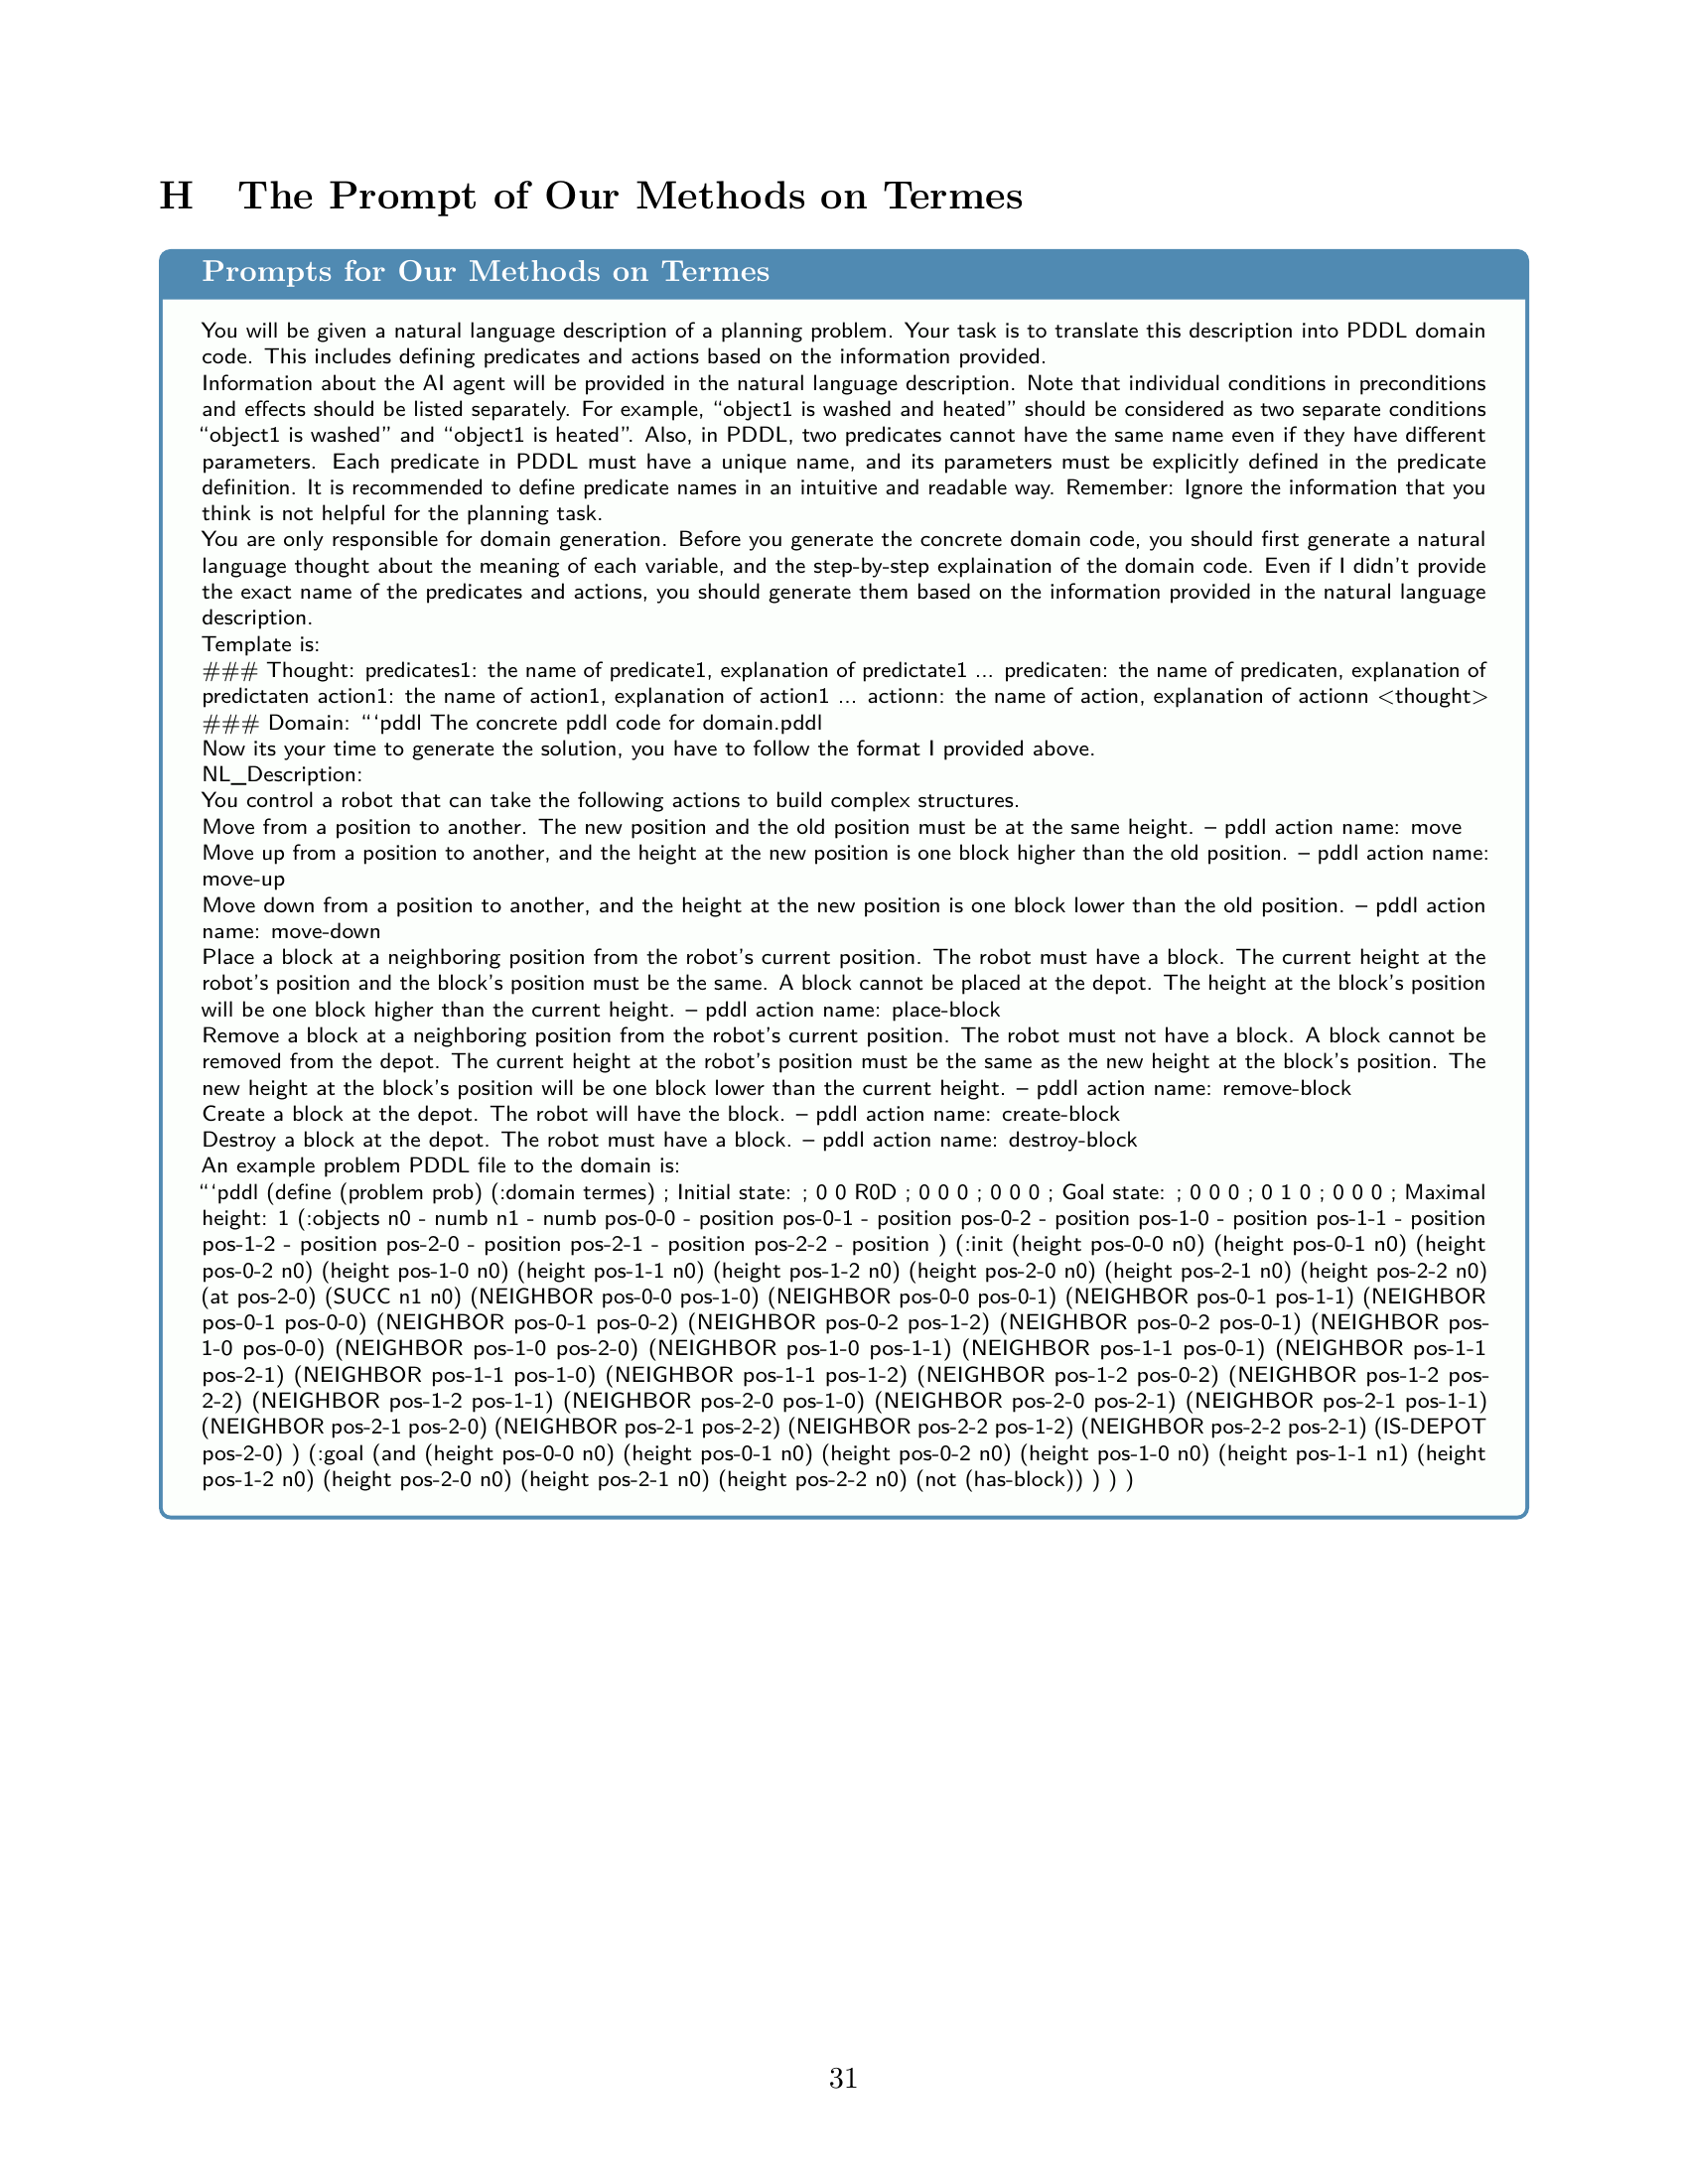 H The Prompt of Our Methods on Termes
Prompts for Our Methods on Termes
You will be given a natural language description of a planning problem. Your task is to translate this description into PDDL domain
code. This includes defining predicates and actions based on the information provided.
Information about the AI agent will be provided in the natural language description. Note that individual conditions in preconditions
and effects should be listed separately. For example, “object1 is washed and heated” should be considered as two separate conditions
“object1 is washed” and “object1 is heated”. Also, in PDDL, two predicates cannot have the same name even if they have different
parameters. Each predicate in PDDL must have a unique name, and its parameters must be explicitly defined in the predicate
definition. It is recommended to define predicate names in an intuitive and readable way. Remember: Ignore the information that you
think is not helpful for the planning task.
You are only responsible for domain generation. Before you generate the concrete domain code, you should first generate a natural
language thought about the meaning of each variable, and the step-by-step explaination of the domain code. Even if I didn’t provide
the exact name of the predicates and actions, you should generate them based on the information provided in the natural language
description.
Template is:
### Thought: predicates1: the name of predicate1, explanation of predictate1 ... predicaten: the name of predicaten, explanation of
predictaten action1: the name of action1, explanation of action1 ... actionn: the name of action, explanation of actionn <thought>
### Domain: “‘pddl The concrete pddl code for domain.pddl
Now its your time to generate the solution, you have to follow the format I provided above.
NL_Description:
You control a robot that can take the following actions to build complex structures.
Move from a position to another. The new position and the old position must be at the same height. – pddl action name: move
Move up from a position to another, and the height at the new position is one block higher than the old position. – pddl action name:
move-up
Move down from a position to another, and the height at the new position is one block lower than the old position. – pddl action
name: move-down
Place a block at a neighboring position from the robot’s current position. The robot must have a block. The current height at the
robot’s position and the block’s position must be the same. A block cannot be placed at the depot. The height at the block’s position
will be one block higher than the current height. – pddl action name: place-block
Remove a block at a neighboring position from the robot’s current position. The robot must not have a block. A block cannot be
removed from the depot. The current height at the robot’s position must be the same as the new height at the block’s position. The
new height at the block’s position will be one block lower than the current height. – pddl action name: remove-block
Create a block at the depot. The robot will have the block. – pddl action name: create-block
Destroy a block at the depot. The robot must have a block. – pddl action name: destroy-block
An example problem PDDL file to the domain is:
“‘pddl (define (problem prob) (:domain termes) ; Initial state: ; 0 0 R0D ; 0 0 0 ; 0 0 0 ; Goal state: ; 0 0 0 ; 0 1 0 ; 0 0 0 ; Maximal
height: 1 (:objects n0 - numb n1 - numb pos-0-0 - position pos-0-1 - position pos-0-2 - position pos-1-0 - position pos-1-1 - position
pos-1-2 - position pos-2-0 - position pos-2-1 - position pos-2-2 - position ) (:init (height pos-0-0 n0) (height pos-0-1 n0) (height
pos-0-2 n0) (height pos-1-0 n0) (height pos-1-1 n0) (height pos-1-2 n0) (height pos-2-0 n0) (height pos-2-1 n0) (height pos-2-2 n0)
(at pos-2-0) (SUCC n1 n0) (NEIGHBOR pos-0-0 pos-1-0) (NEIGHBOR pos-0-0 pos-0-1) (NEIGHBOR pos-0-1 pos-1-1) (NEIGHBOR
pos-0-1 pos-0-0) (NEIGHBOR pos-0-1 pos-0-2) (NEIGHBOR pos-0-2 pos-1-2) (NEIGHBOR pos-0-2 pos-0-1) (NEIGHBOR pos-
1-0 pos-0-0) (NEIGHBOR pos-1-0 pos-2-0) (NEIGHBOR pos-1-0 pos-1-1) (NEIGHBOR pos-1-1 pos-0-1) (NEIGHBOR pos-1-1
pos-2-1) (NEIGHBOR pos-1-1 pos-1-0) (NEIGHBOR pos-1-1 pos-1-2) (NEIGHBOR pos-1-2 pos-0-2) (NEIGHBOR pos-1-2 pos-
2-2) (NEIGHBOR pos-1-2 pos-1-1) (NEIGHBOR pos-2-0 pos-1-0) (NEIGHBOR pos-2-0 pos-2-1) (NEIGHBOR pos-2-1 pos-1-1)
(NEIGHBOR pos-2-1 pos-2-0) (NEIGHBOR pos-2-1 pos-2-2) (NEIGHBOR pos-2-2 pos-1-2) (NEIGHBOR pos-2-2 pos-2-1) (IS-DEPOT
pos-2-0) ) (:goal (and (height pos-0-0 n0) (height pos-0-1 n0) (height pos-0-2 n0) (height pos-1-0 n0) (height pos-1-1 n1) (height
pos-1-2 n0) (height pos-2-0 n0) (height pos-2-1 n0) (height pos-2-2 n0) (not (has-block)) ) ) ) )
31